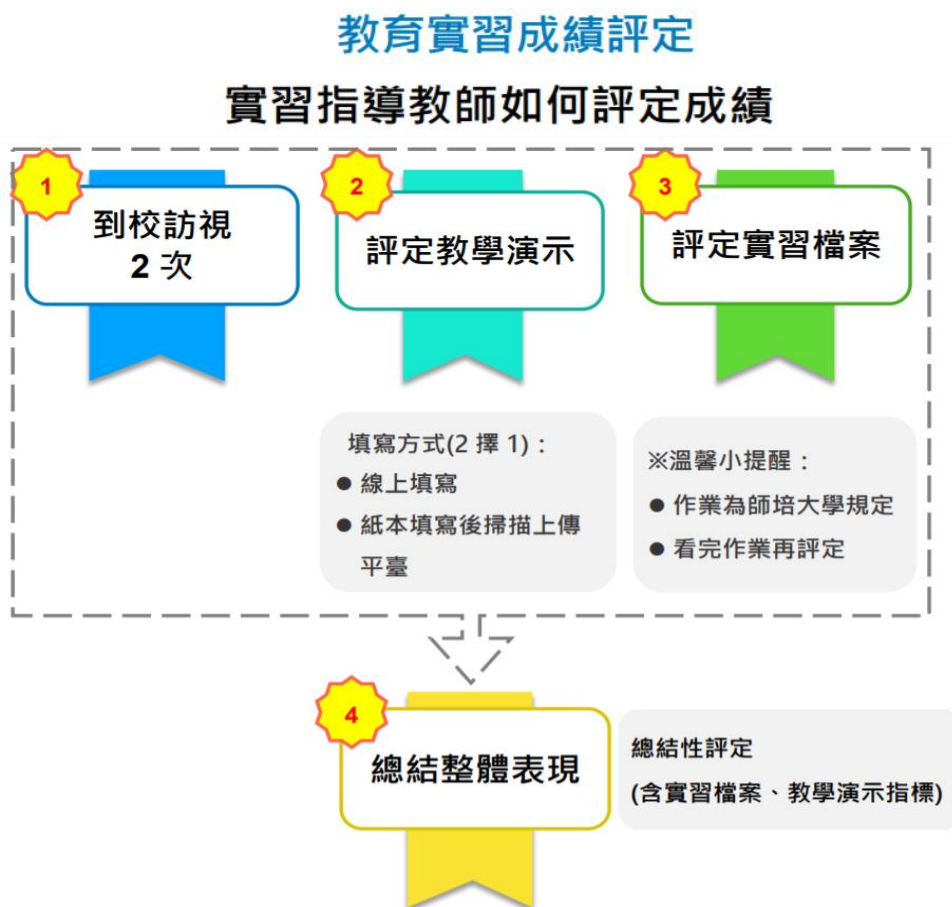 教育實習成績評定
實習指導教師如何評定成績
1
到校訪視
2 次
2
評定教學演示
3
評定實習檔案
填寫方式(2 擇 1)：
● 線上填寫
● 紙本填寫後掃描上傳
平臺
※溫馨小提醒：
● 作業為師培大學規定
● 看完作業再評定
4
總結整體表現
總結性評定
(含實習檔案、教學演示指標)